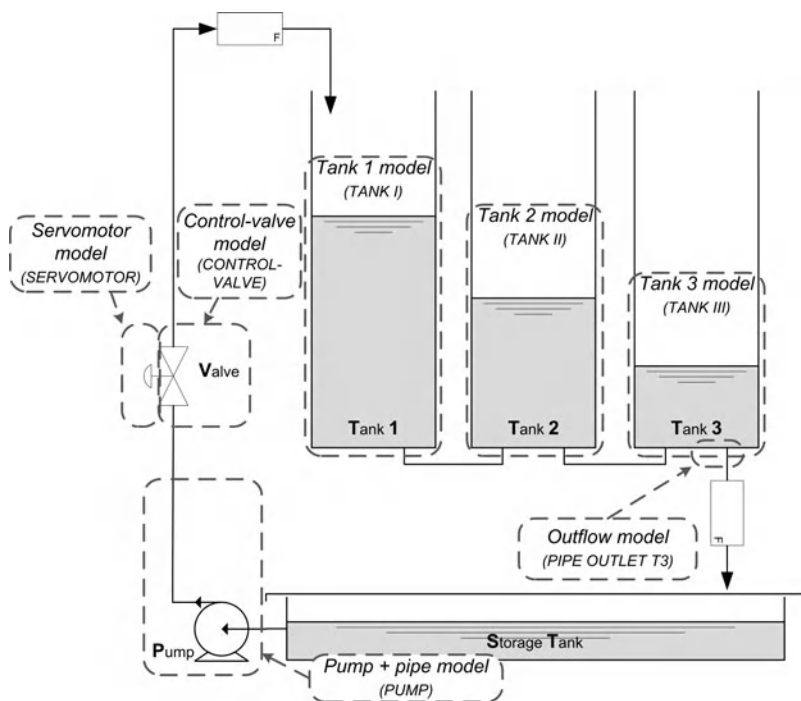 F
Tank 1 model
(TANK I)
Tank 2 model
(TANK II)
Tank 3 model
(TANK III)
Servomotor
model
(SERVOMOTOR)
Control-valve
model
(CONTROL-
VALVE)
Valve
Tank 1
Tank 2
Tank 3
F
Outflow model
(PIPE OUTLET T3)
Storage Tank
Pump
Pump + pipe model
(PUMP)